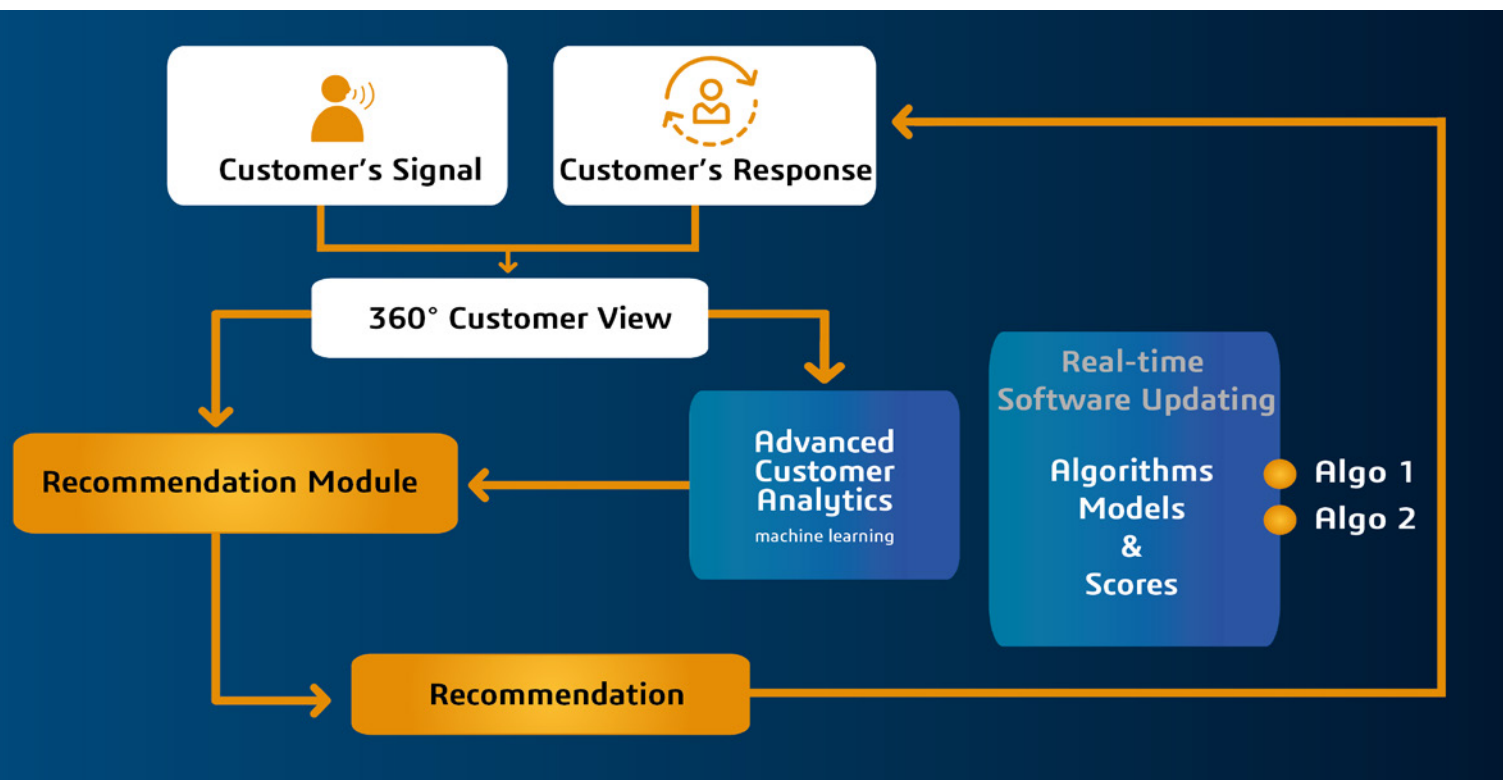 Customer's Signal
Customer's Response
360° Customer View
Recommendation Module
Advanced
Customer
Analytics
machine learning
Real-time
Software Updating
Algorithms
Models
&
Scores
Algo 1
Algo 2
Recommendation